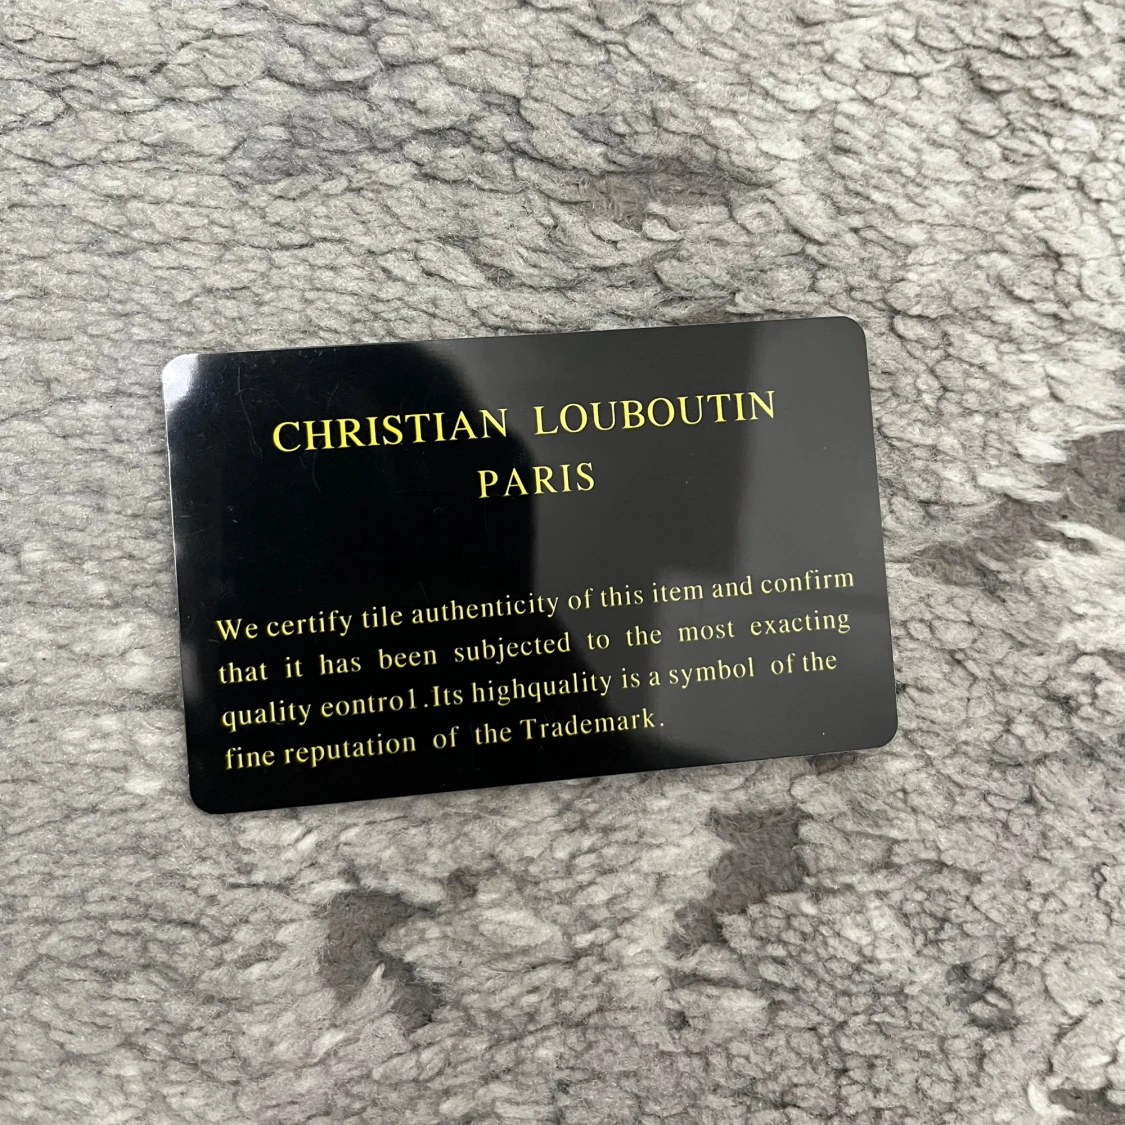 CHRISTIAN LOUBOUTIN
PARIS
We certify tile authenticity of this item and confirm
that it has been subjected to the most exacting
quality eontro1.Its highquality is a symbol of the
fine reputation of the Trademark.